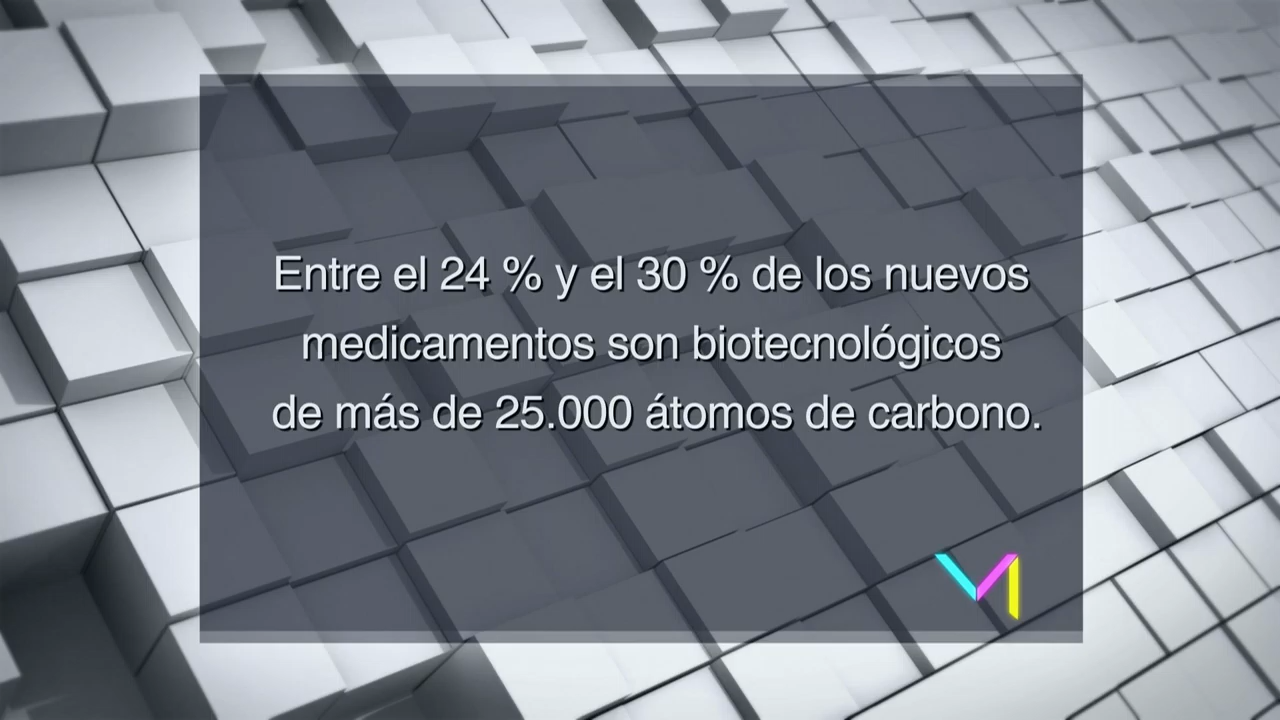 Entre el 24 % y el 30 % de los nuevos
medicamentos son biotecnológicos
de más de 25.000 átomos de carbono.